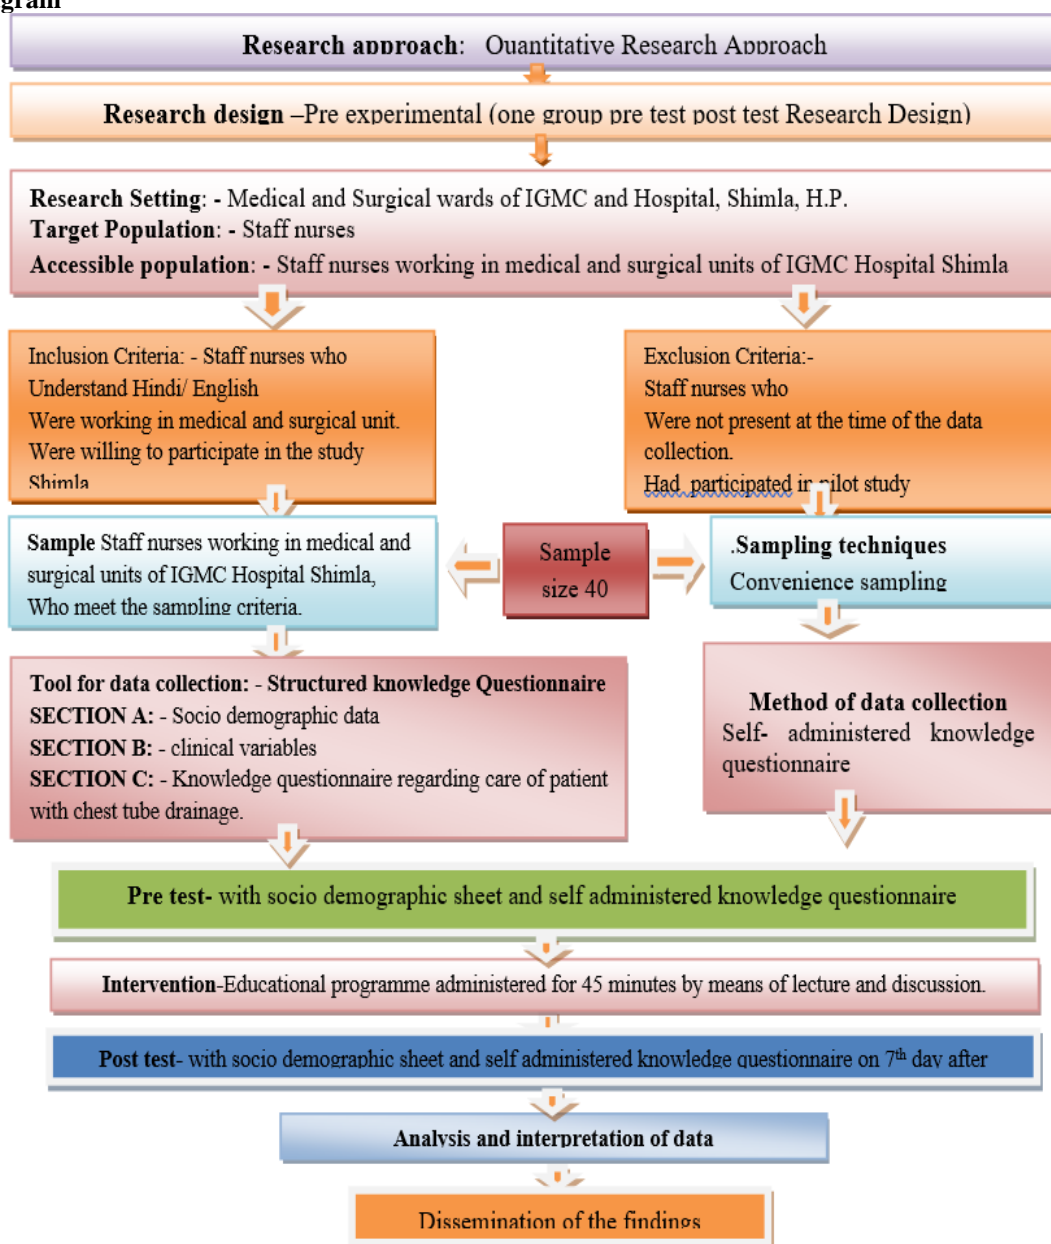 gram
Research approach: Quantitative Research Approach
Research design –Pre experimental (one group pre test post test Research Design)
Research Setting: - Medical and Surgical wards of IGMC and Hospital, Shimla, H.P.
Target Population: - Staff nurses
Accessible population: - Staff nurses working in medical and surgical units of IGMC Hospital Shimla
Inclusion Criteria: - Staff nurses who
Understand Hindi/ English
Were working in medical and surgical unit.
Were willing to participate in the study
Shimla
Exclusion Criteria:-
Staff nurses who
Were not present at the time of the data
collection.
Had participated in pilot study
Sample Staff nurses working in medical and
surgical units of IGMC Hospital Shimla,
Who meet the sampling criteria.
Sample
size 40
.Sampling techniques
Convenience sampling
Tool for data collection: - Structured knowledge Questionnaire
SECTION A: - Socio demographic data
SECTION B: - clinical variables
SECTION C: - Knowledge questionnaire regarding care of patient
with chest tube drainage.
Method of data collection
Self- administered knowledge
questionnaire
Pre test- with socio demographic sheet and self administered knowledge questionnaire
Intervention-Educational programme administered for 45 minutes by means of lecture and discussion.
Post test- with socio demographic sheet and self administered knowledge questionnaire on 7th day after
Analysis and interpretation of data
Dissemination of the findings